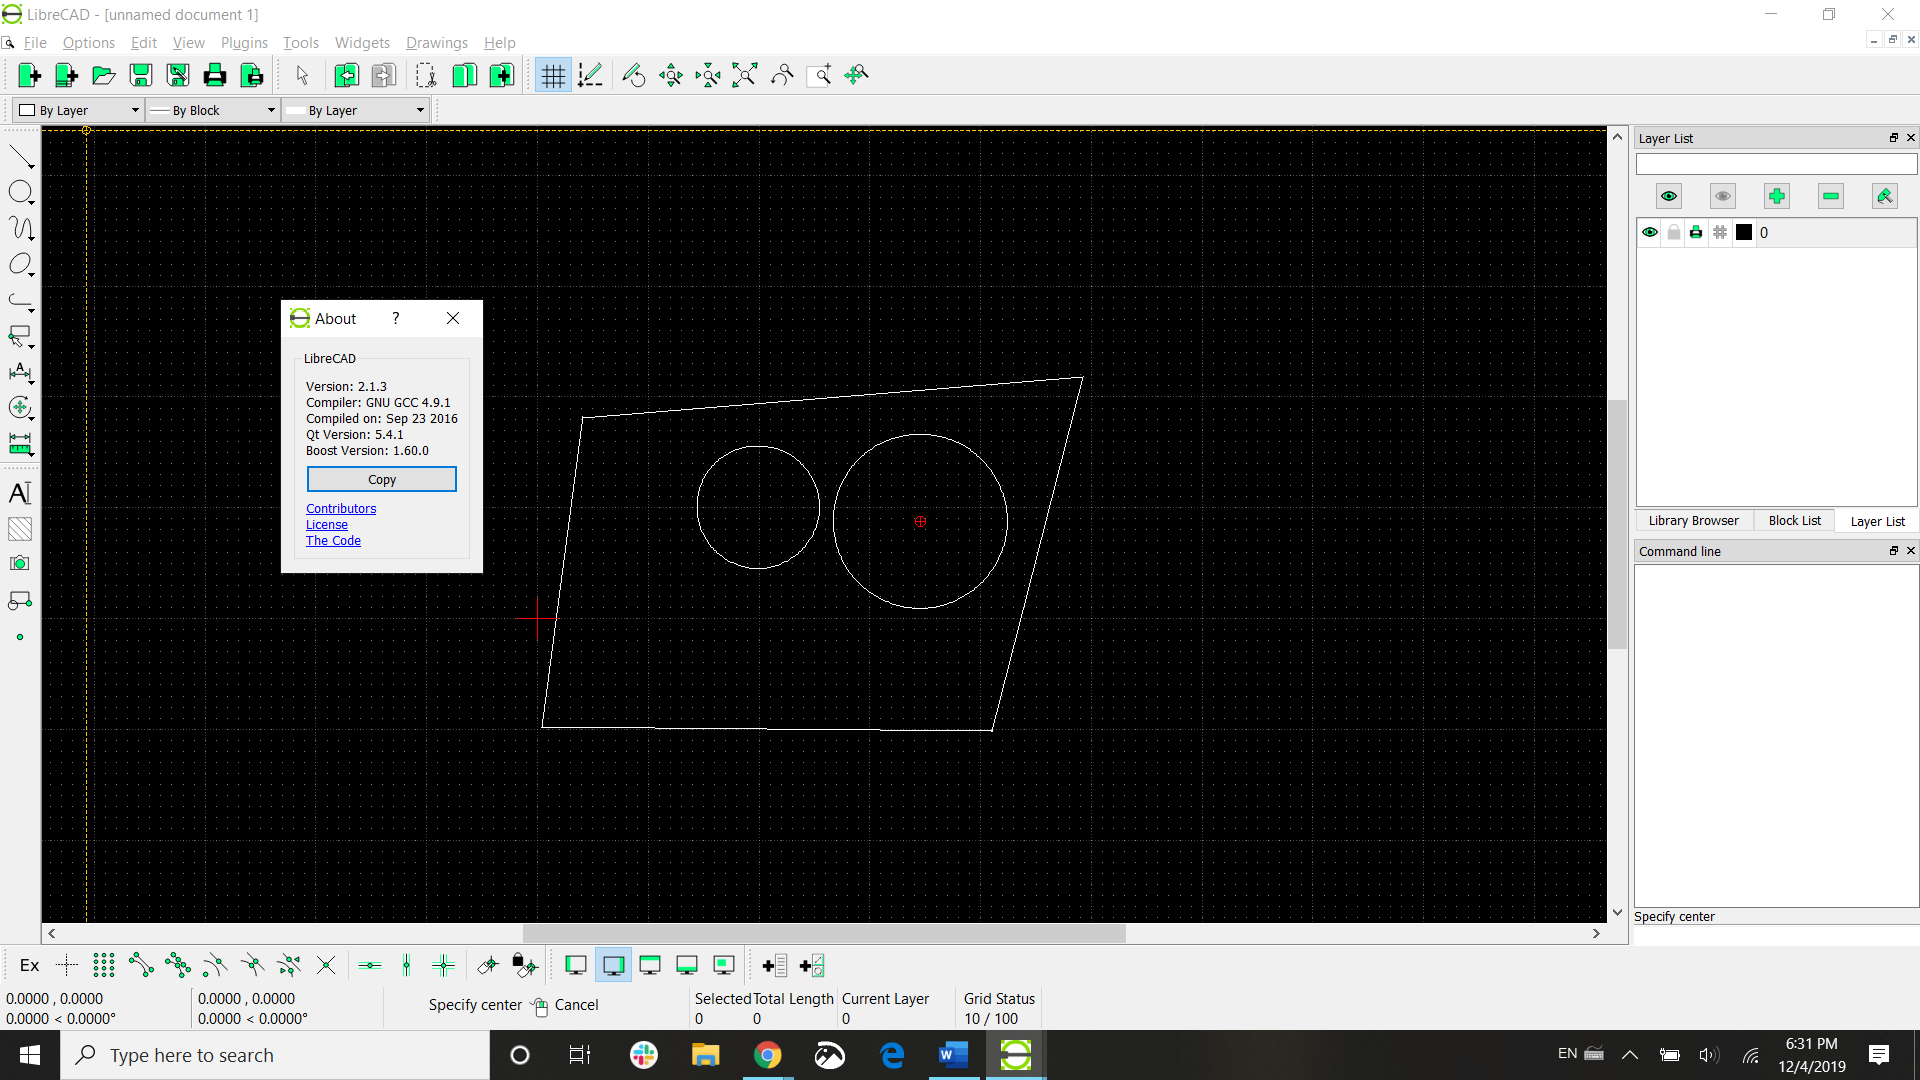 LibreCAD - [unnamed document 1]
File Options Edit View Plugins Tools Widgets Drawings Help
By Layer By Block By Layer
Layer List
0
About ?
LibreCAD
Version: 2.1.3
Compiler: GNU GCC 4.9.1
Compiled on: Sep 23 2016
Qt Version: 5.4.1
Boost Version: 1.60.0
Copy
Contributors
License
The Code
Library Browser Block List Layer List
Command line
Specify center
Ex
0.0000 , 0.0000 0.0000 , 0.0000 Specify center Cancel Selected Total Length Current Layer Grid Status
0.0000 < 0.0000° 0.0000 < 0.0000° 0 0 0 10 / 100
Type here to search
EN
6:31 PM
12/4/2019